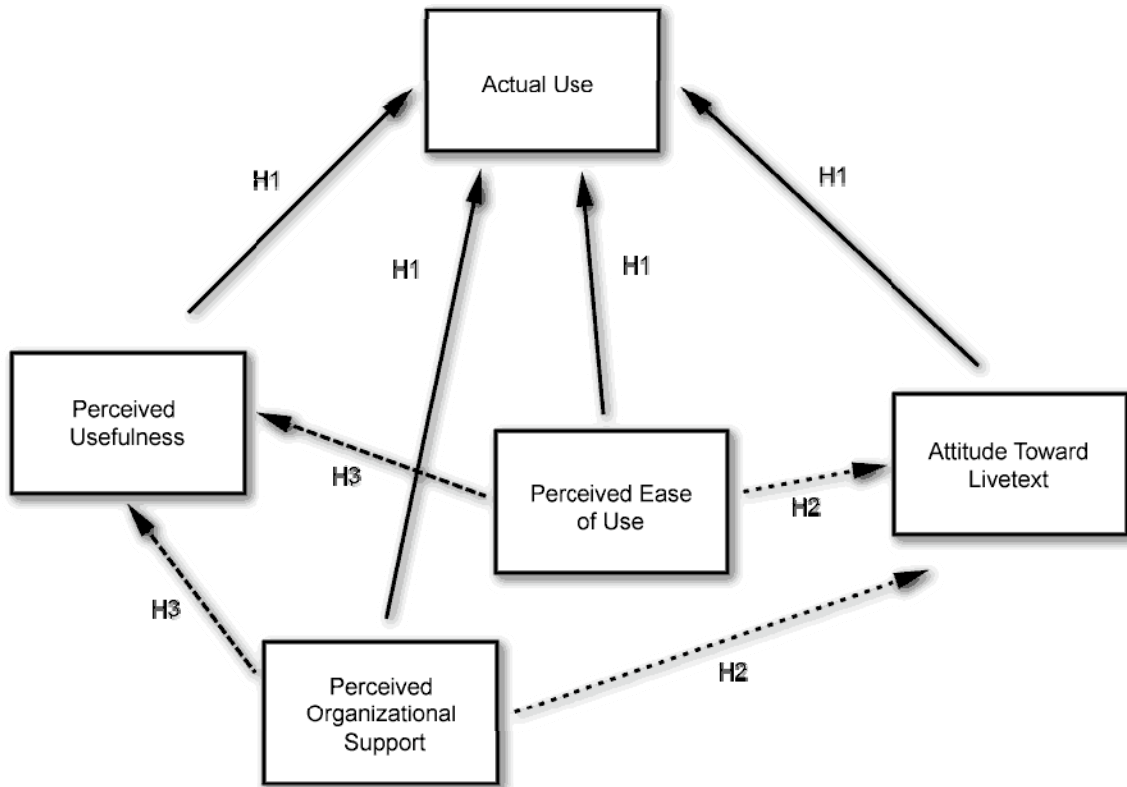 Actual Use
H1
H1
H1
H1
Perceived
Usefulness
Attitude Toward
Livetext
H3
Perceived Ease
of Use
H2
H3
Perceived
Organizational
Support
H2